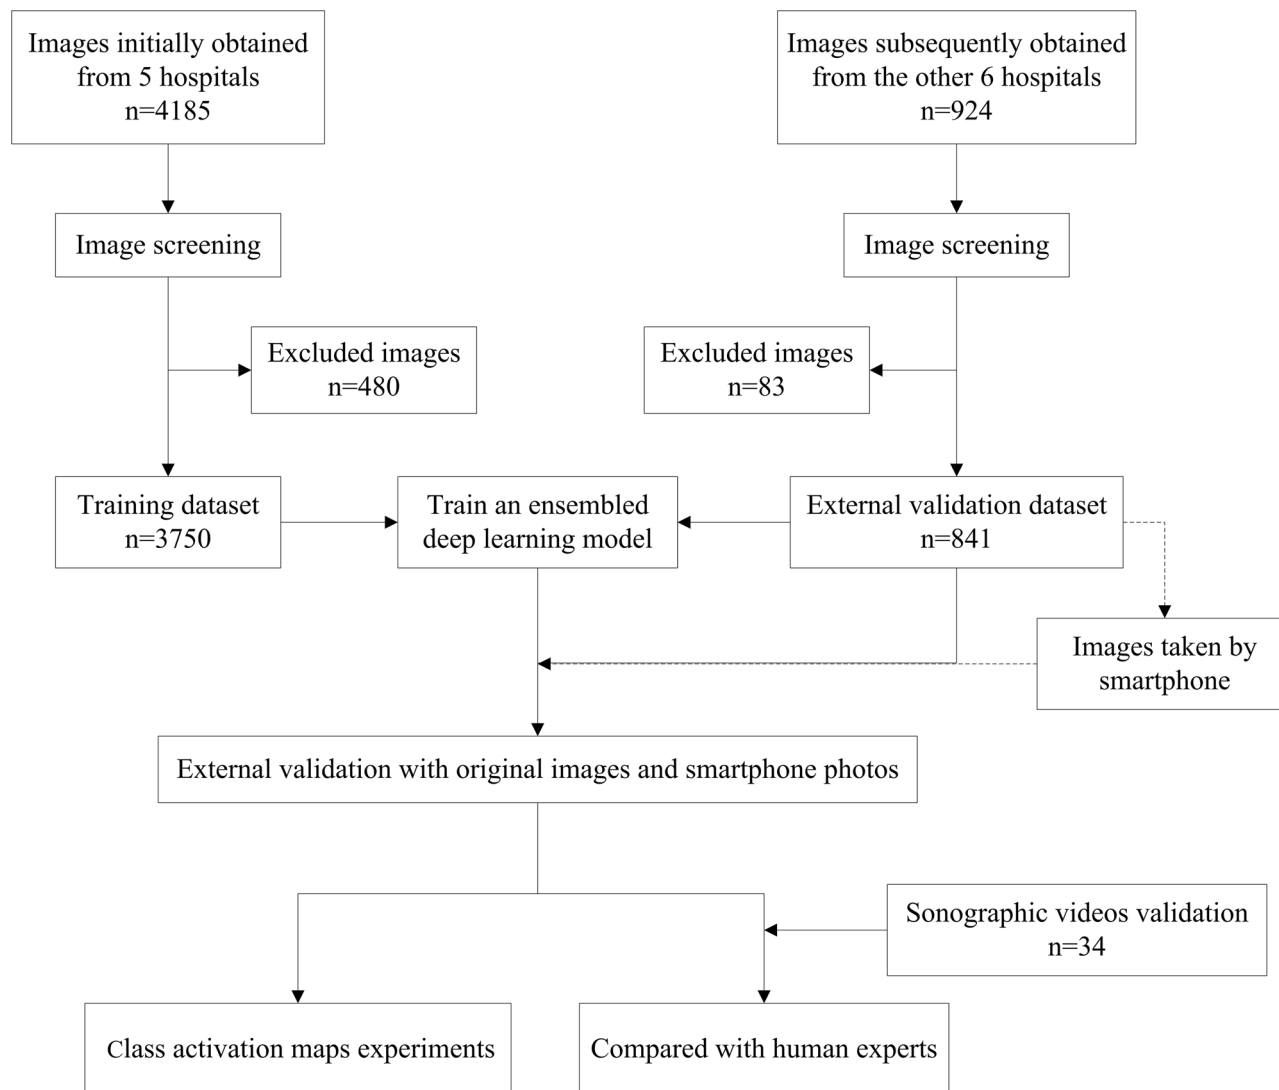 Images initially obtained
from 5 hospitals
n=4185
Images subsequently obtained
from the other 6 hospitals
n=924
Image screening
Image screening
Excluded images
n=480
Excluded images
n=83
Training dataset
n=3750
Train an ensembled
deep learning model
External validation dataset
n=841
Images taken by
smartphone
External validation with original images and smartphone photos
Sonographic videos validation
n=34
Class activation maps experiments
Compared with human experts